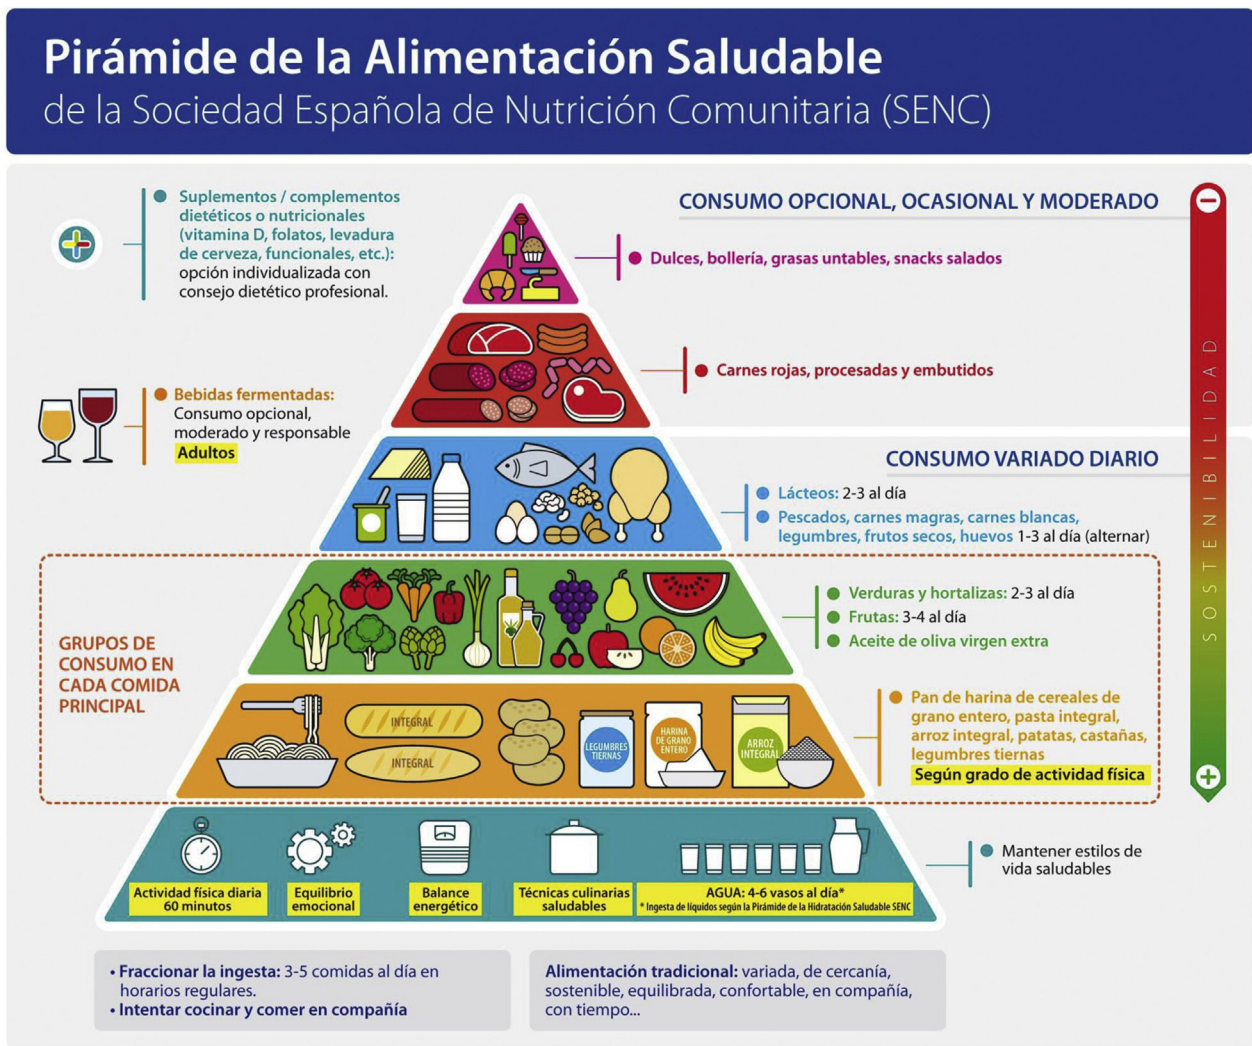 Pirámide de la Alimentación Saludable
de la Sociedad Española de Nutrición Comunitaria (SENC)
Suplementos / complementos
dietéticos o nutricionales
(vitamina D, folatos, levadura
de cerveza, funcionales, etc.):
opción individualizada con
consejo dietético profesional.
CONSUMO OPCIONAL, OCASIONAL Y MODERADO
Dulces, bollería, grasas untables, snacks salados
Carnes rojas, procesadas y embutidos
Bebidas fermentadas:
Consumo opcional,
moderado y responsable
Adultos
CONSUMO VARIADO DIARIO
Lácteos: 2-3 al día
Pescados, carnes magras, carnes blancas,
legumbres, frutos secos, huevos 1-3 al día (alternar)
SOSTENIBILIDAD
GRUPOS DE
CONSUMO EN
CADA COMIDA
PRINCIPAL
Verduras y hortalizas: 2-3 al día
Frutas: 3-4 al día
Aceite de oliva virgen extra
INTEGRAL
INTEGRAL
LEGUMBRES
TIERNAS
HARINA
DE GRANO
ENTERO
ARROZ
INTEGRAL
Pan de harina de cereales de
grano entero, pasta integral,
arroz integral, patatas, castañas,
legumbres tiernas
Según grado de actividad física
Actividad física diaria
60 minutos
Equilibrio
emocional
Balance
energético
Técnicas culinarias
saludables
AGUA: 4-6 vasos al día*
* Ingesta de líquidos según la Pirámide de la Hidratación Saludable SENC
Mantener estilos de
vida saludables
• Fraccionar la ingesta: 3-5 comidas al día en
horarios regulares.
• Intentar cocinar y comer en compañía
Alimentación tradicional: variada, de cercanía,
sostenible, equilibrada, confortable, en compañía,
con tiempo...